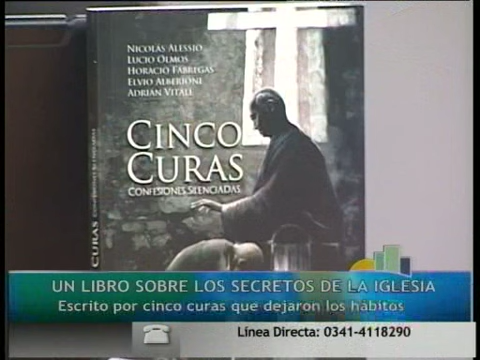 NICOLÁS ALESSIO
LUCIO OLMOS
HORACIO FÁBREGAS
ELVIO ALBERIONE
ADRIÁN VITALI
CINCO
CURAS
CONFESIONES SILENCIADAS
CURAS
UN LIBRO SOBRE LOS SECRETOS DE LA IGLESIA
Escrito por cinco curas que dejaron los hábitos
Línea Directa: 0341-4118290